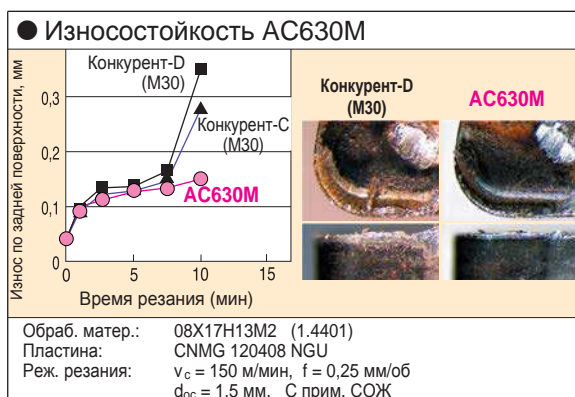 ● Износостойкость AC630M
Износ по задней поверхности, мм
0,3
0,2
0,1
0
0 5 10 15
Время резания (мин)
Конкурент-D
(M30)
Конкурент-C
(M30)
AC630M
Конкурент-D
(M30)
AC630M
Обраб. матер.: 08X17H13M2 (1.4401)
Пластина: CNMG 120408 NGU
Реж. резания: vc = 150 м/мин, f = 0,25 мм/об
dос = 1,5 мм, С прим. СОЖ